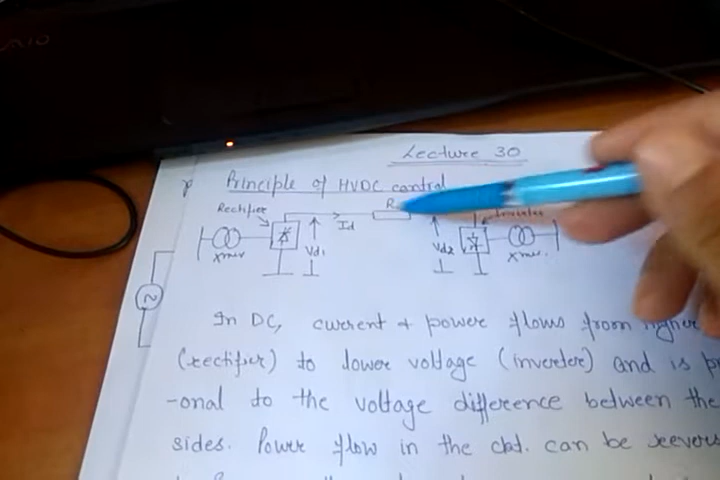 Lecture 30
Principle of HVDC control
Rectifier
R
Id
Vd1
Vd2
Xmer
Xmer.
~
In DC, current + power flows from higher
(rectifier) to lower voltage (inverter) and is
-onal to the voltage difference between the
sides. Power flow in the ckt. can be reevers